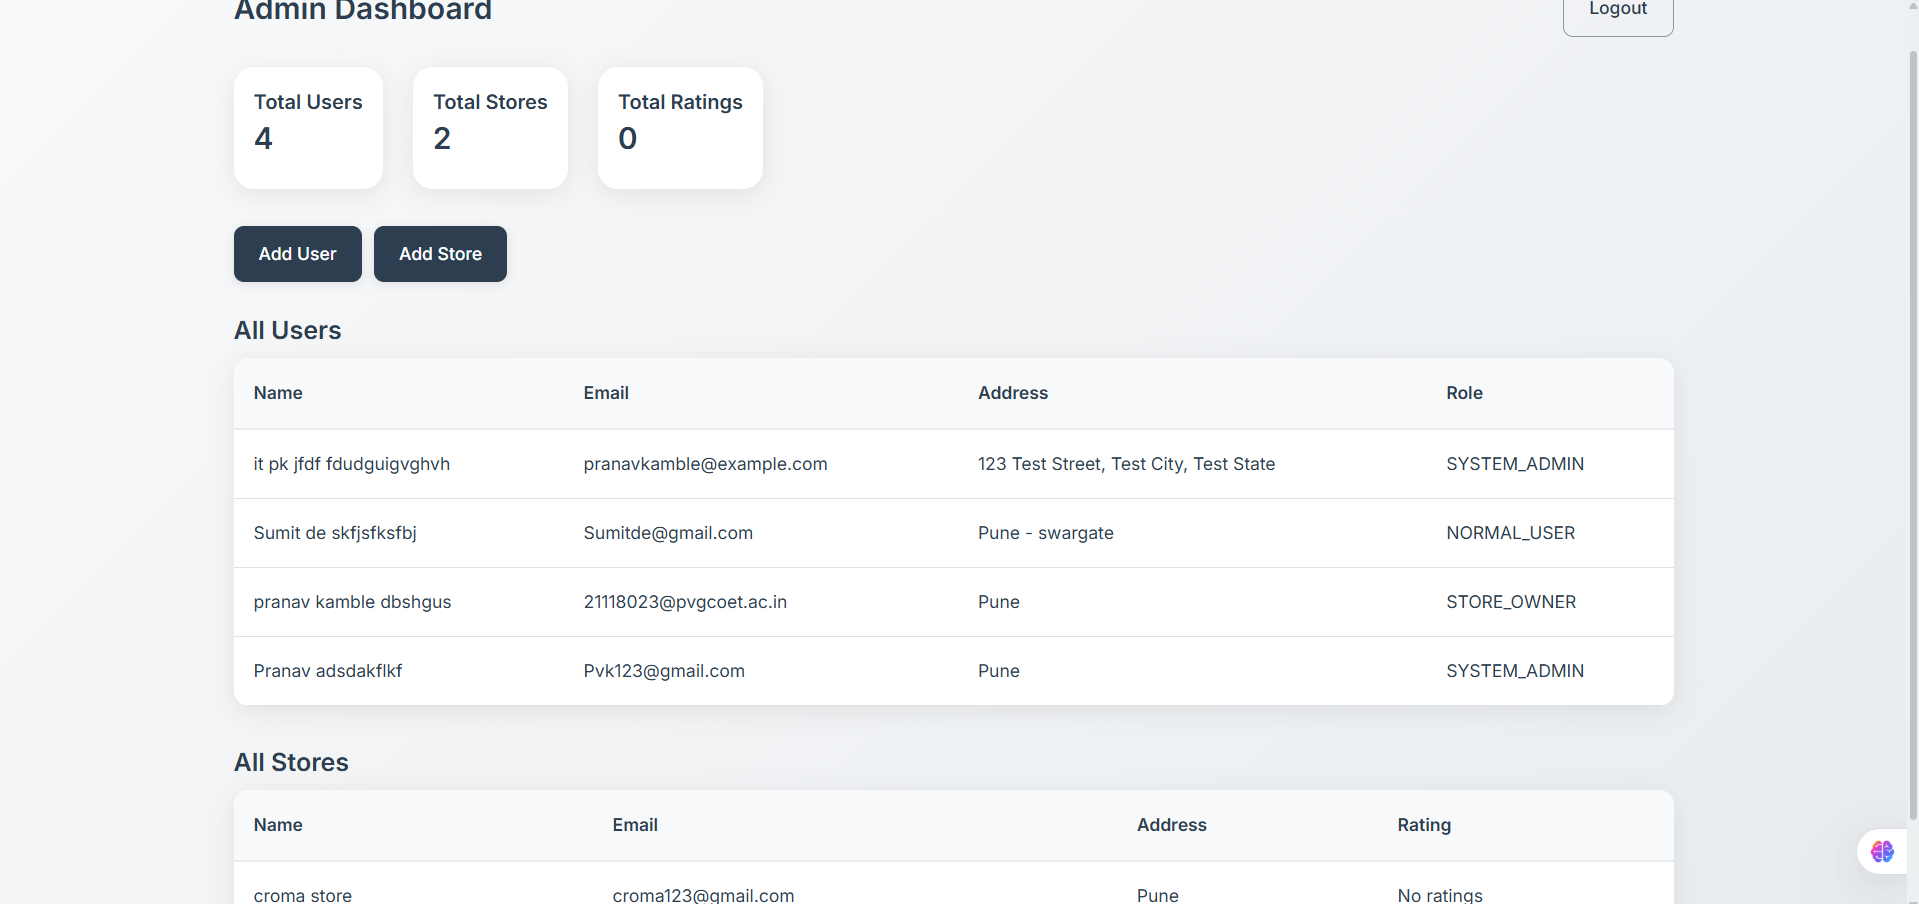 Admin Dashboard Logout
Total Users Total Stores Total Ratings
4 2 0
Add User Add Store
All Users
Name Email Address Role
it pk jfdf fdudguigvghvh pranavkamble@example.com 123 Test Street, Test City, Test State SYSTEM_ADMIN
Sumit de skfjsfksfbj Sumitde@gmail.com Pune - swargate NORMAL_USER
pranav kamble dbshgus 21118023@pvgcoet.ac.in Pune STORE_OWNER
Pranav adsdakflkf Pvk123@gmail.com Pune SYSTEM_ADMIN
All Stores
Name Email Address Rating
croma store croma123@gmail.com Pune No ratings